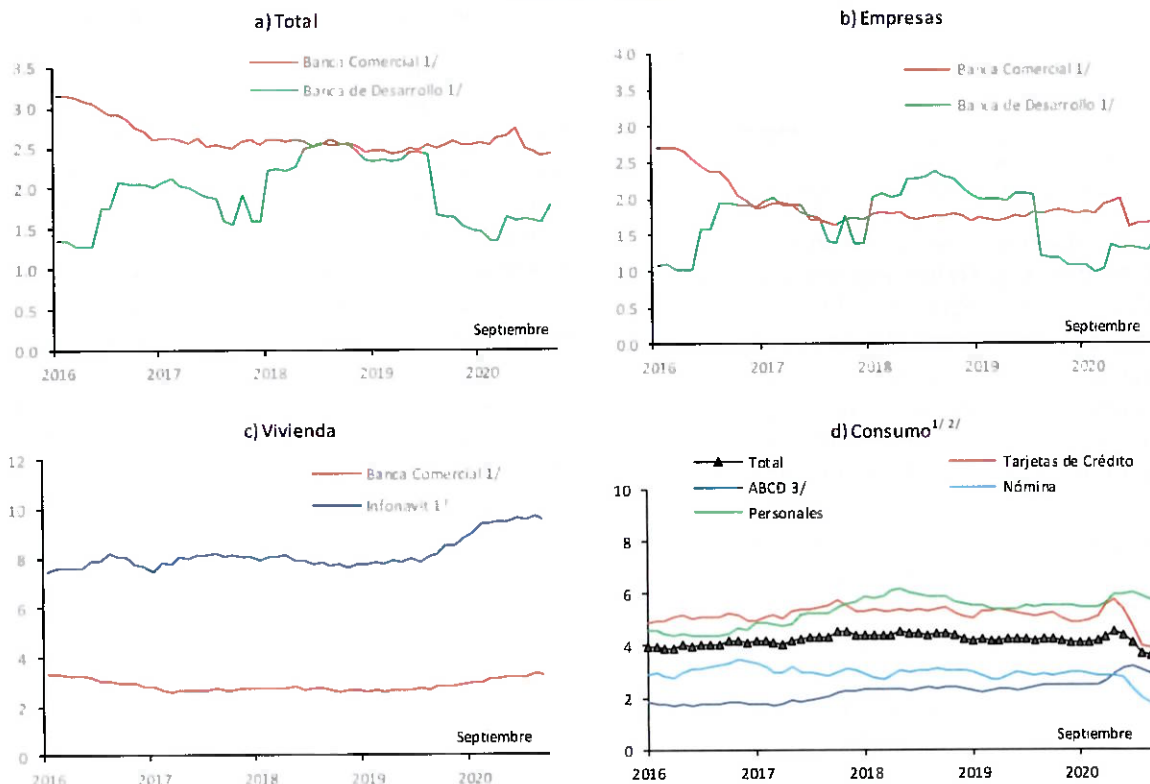 a) Total
Banca Comercial 1/
Banca de Desarrollo 1/
3.5
3.0
2.5
2.0
1.5
1.0
0.5
0.0
Septiembre
2016 2017 2018 2019 2020
b) Empresas
Banca Comercial 1/
Banca de Desarrollo 1/
4.0
3.5
3.0
2.5
2.0
1.5
1.0
0.5
0.0
Septiembre
2016 2017 2018 2019 2020
c) Vivienda
Banca Comercial 1/
Infonavit 1/
12
10
8
6
4
2
0
2016 2017 2018 2019 2020
d) Consumo1/ 2/
Total
Tarjetas de Crédito
ABCD 3/
Nómina
Personales
10
8
6
4
2
0
Septiembre
2016 2017 2018 2019 2020